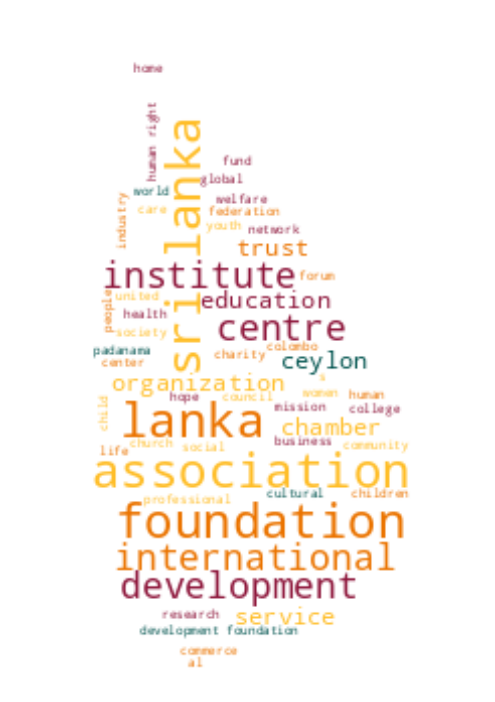 home
human right
sri lanka
fund
global
world
welfare
care
federation
industry
youth
network
trust
institute
forum
people
united
education
health
centre
society
colombo
padanama
charity
ceylon
center
organization
s
child
hope
council
women
human
lanka
mission
college
chamber
church
social
business
community
life
association
professional
cultural
children
foundation
international
development
research
service
development foundation
commerce
al